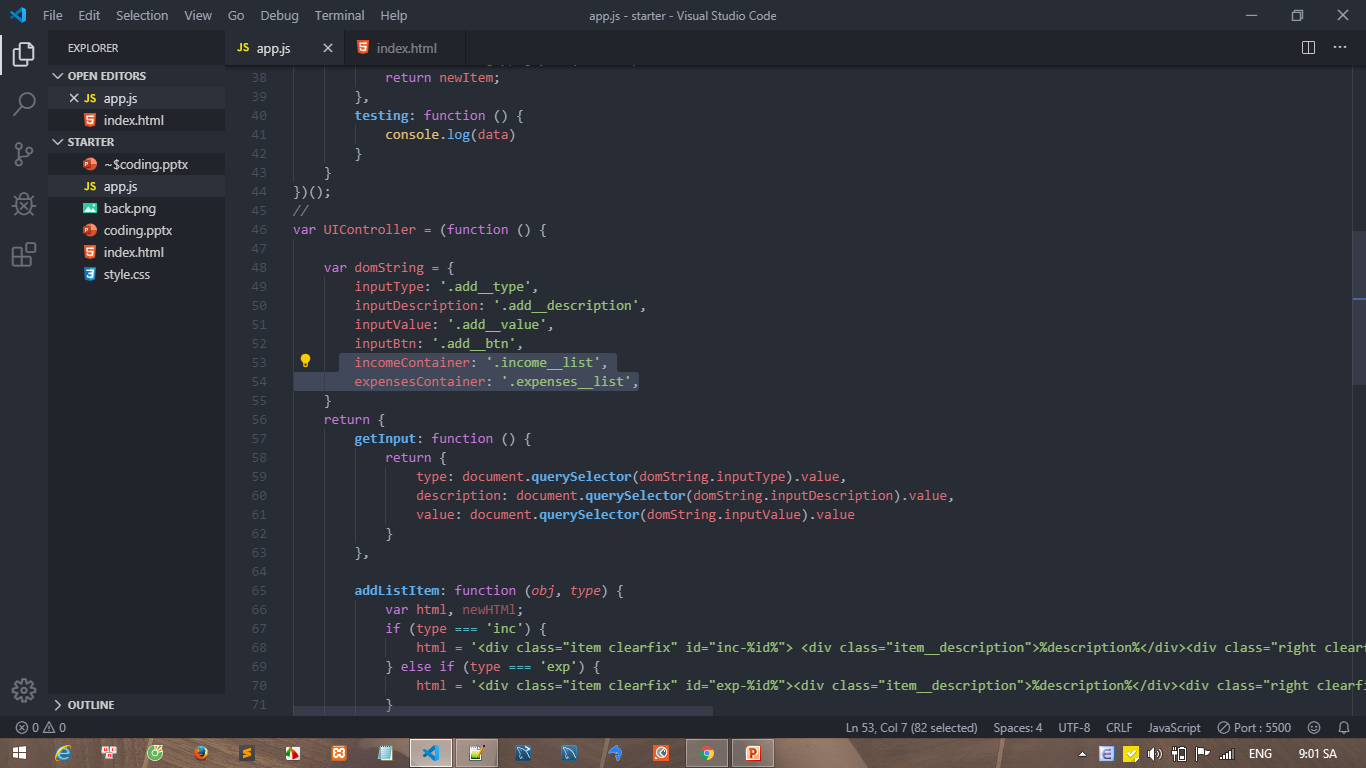 File Edit Selection View Go Debug Terminal Help
app.js - starter - Visual Studio Code
EXPLORER
OPEN EDITORS
JS app.js
index.html
STARTER
~$coding.pptx
JS app.js
back.png
coding.pptx
index.html
style.css
OUTLINE
JS app.js
index.html
38 return newItem;
39 },
40 testing: function () {
41 console.log(data)
42 }
43 }
44 })();
45 //
46 var UIController = (function () {
47
48 var domString = {
49 inputType: '.add__type',
50 inputDescription: '.add__description',
51 inputValue: '.add__value',
52 inputBtn: '.add__btn',
53 incomeContainer: '.income__list',
54 expensesContainer: '.expenses__list',
55 }
56 return {
57 getInput: function () {
58 return {
59 type: document.querySelector(domString.inputType).value,
60 description: document.querySelector(domString.inputDescription).value,
61 value: document.querySelector(domString.inputValue).value
62 }
63 },
64
65 addListItem: function (obj, type) {
66 var html, newHTMl;
67 if (type === 'inc') {
68 html = '<div class="item clearfix" id="inc-%id%"> <div class="item__description">%description%</div><div class="right clearf
69 } else if (type === 'exp') {
70 html = '<div class="item clearfix" id="exp-%id%"><div class="item__description">%description%</div><div class="right clearfi
71 }
0 0
Ln 53, Col 7 (82 selected) Spaces: 4 UTF-8 CRLF JavaScript Port : 5500
ENG 9:01 SA